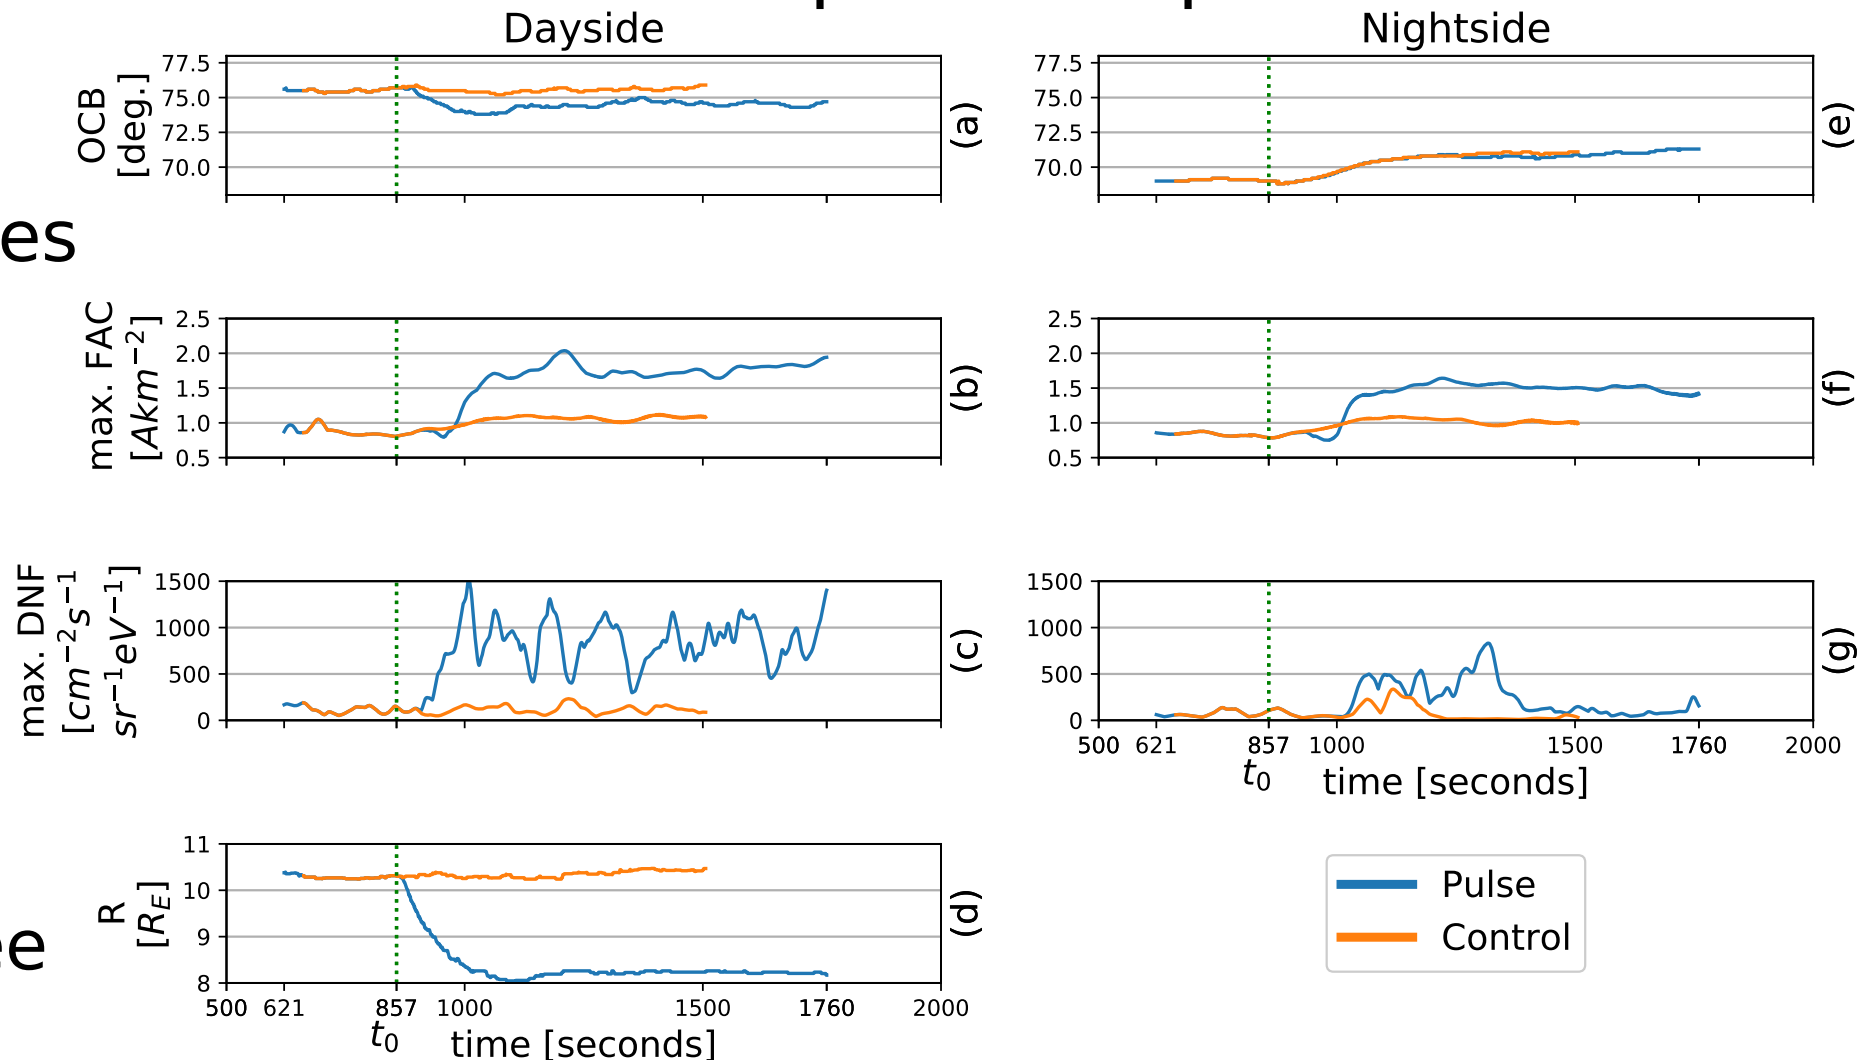 Dayside
Nightside
OCB
[deg.]
77.5
75.0
72.5
70.0
(a)
77.5
75.0
72.5
70.0
(e)
es
max. FAC
[Akm⁻²]
2.5
2.0
1.5
1.0
0.5
(b)
2.5
2.0
1.5
1.0
0.5
(f)
max. DNF
[cm⁻²s⁻¹
sr⁻¹eV⁻¹]
1500
1000
500
0
(c)
1500
1000
500
0
(g)
500 621 857 1000 1500 1760 2000
t₀ time [seconds]
R
[R_E]
11
10
9
8
(d)
500 621 857 1000 1500 1760 2000
t₀ time [seconds]
Pulse
Control